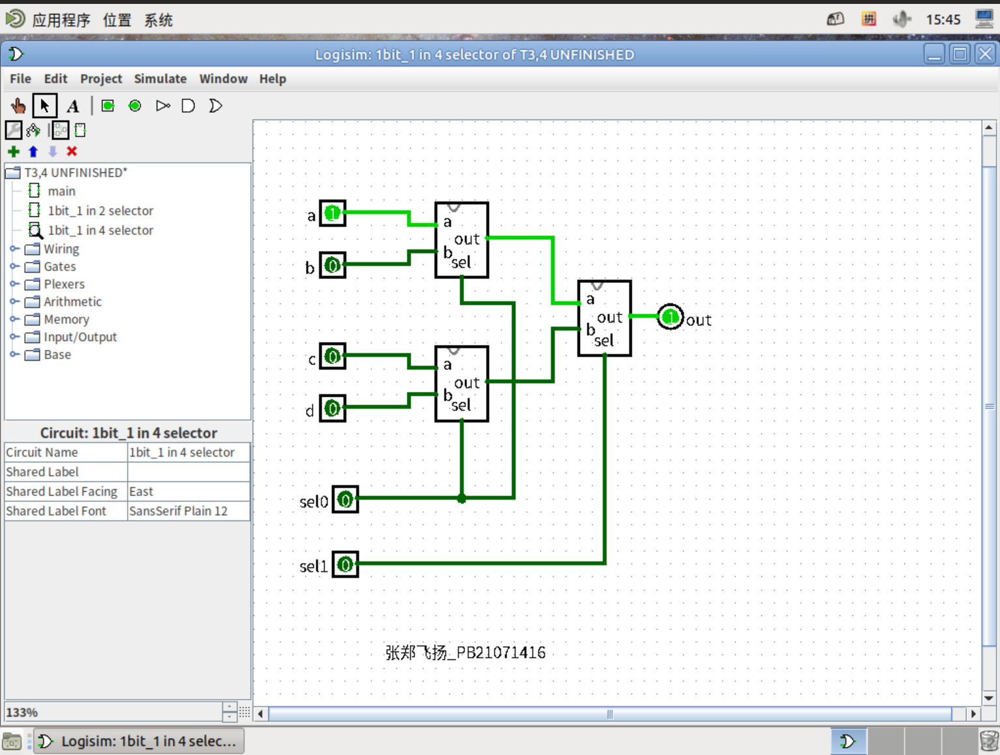 应用程序 位置 系统 拼 15:45
Logisim: 1bit_1 in 4 selector of T3,4 UNFINISHED
File Edit Project Simulate Window Help
A
T3,4 UNFINISHED*
main
1bit_1 in 2 selector
1bit_1 in 4 selector
Wiring
Gates
Plexers
Arithmetic
Memory
Input/Output
Base
Circuit: 1bit_1 in 4 selector
Circuit Name 1bit_1 in 4 selector
Shared Label
Shared Label Facing East
Shared Label Font SansSerif Plain 12
133%
a 1
b 0
a
out
b
sel
c 0
d 0
a
out
b
sel
a
out
b
sel
1 out
sel0 0
sel1 0
张郑飞扬_PB21071416
Logisim: 1bit_1 in 4 selec...